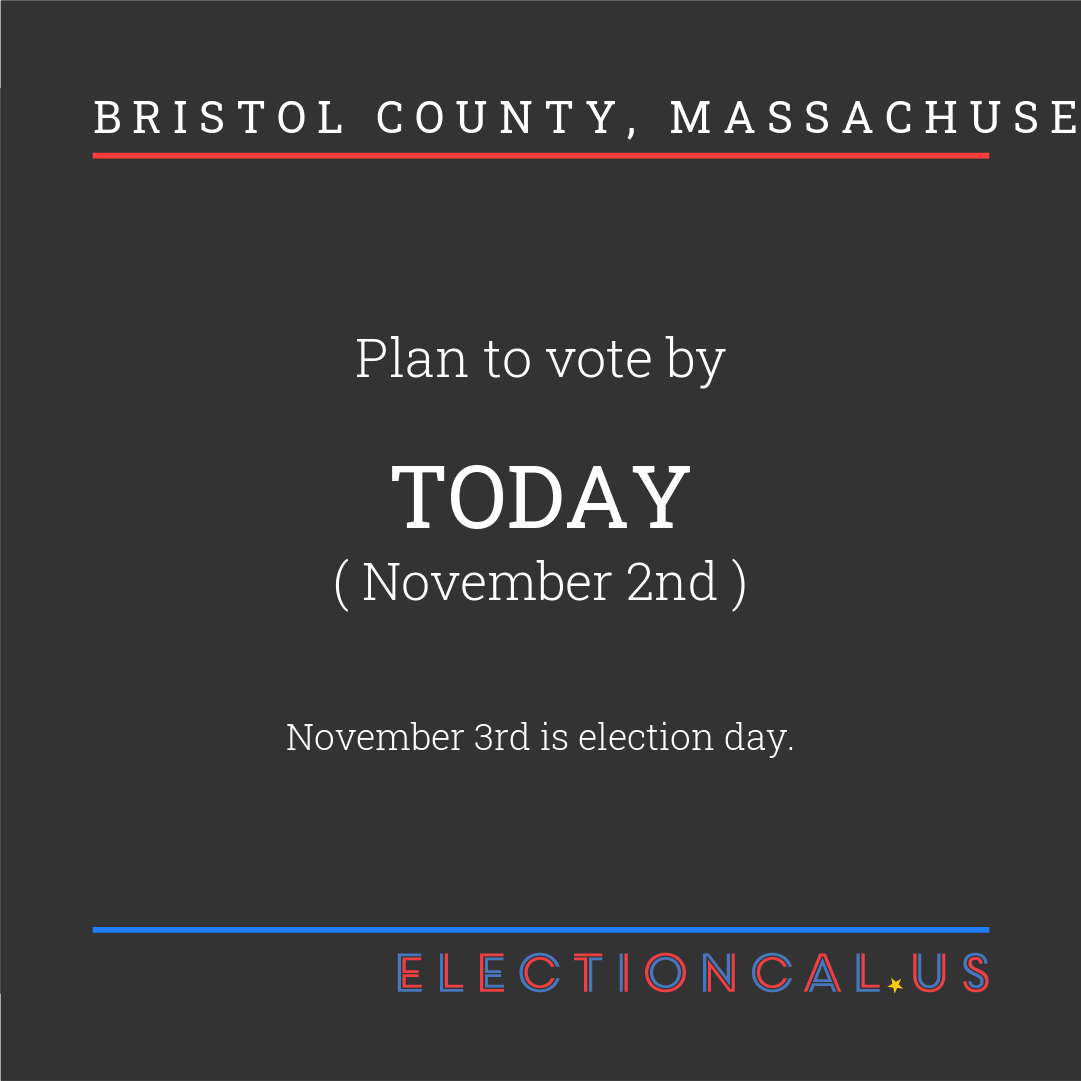 BRISTOL COUNTY, MASSACHUSE
Plan to vote by
TODAY
( November 2nd )
November 3rd is election day.
ELECTIONCAL.US